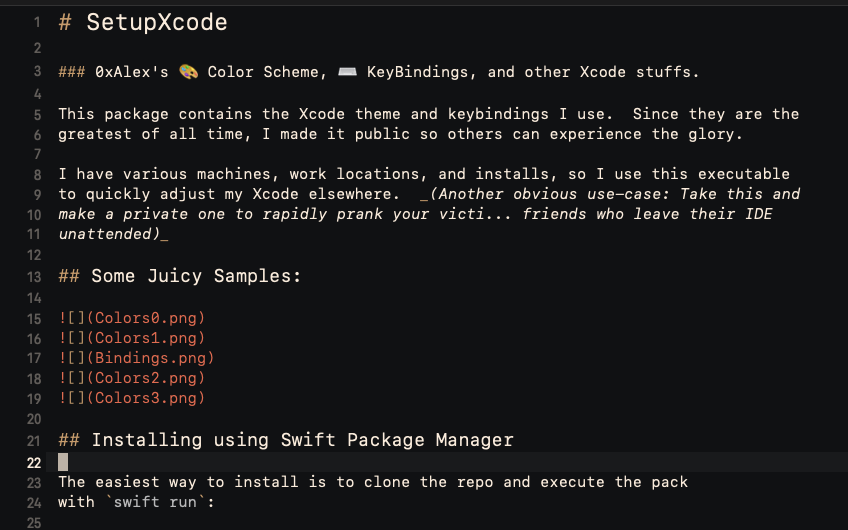 1 # SetupXcode
2
3 ### 0xAlex's 🎨 Color Scheme, ⌨️ KeyBindings, and other Xcode stuffs.
4
5 This package contains the Xcode theme and keybindings I use.  Since they are the
6 greatest of all time, I made it public so others can experience the glory.
7
8 I have various machines, work locations, and installs, so I use this executable
9 to quickly adjust my Xcode elsewhere.  _(Another obvious use-case: Take this and
10 make a private one to rapidly prank your victi... friends who leave their IDE
11 unattended)_
12
13 ## Some Juicy Samples:
14
15 ![](Colors0.png)
16 ![](Colors1.png)
17 ![](Bindings.png)
18 ![](Colors2.png)
19 ![](Colors3.png)
20
21 ## Installing using Swift Package Manager
22
23 The easiest way to install is to clone the repo and execute the pack
24 with `swift run`:
25